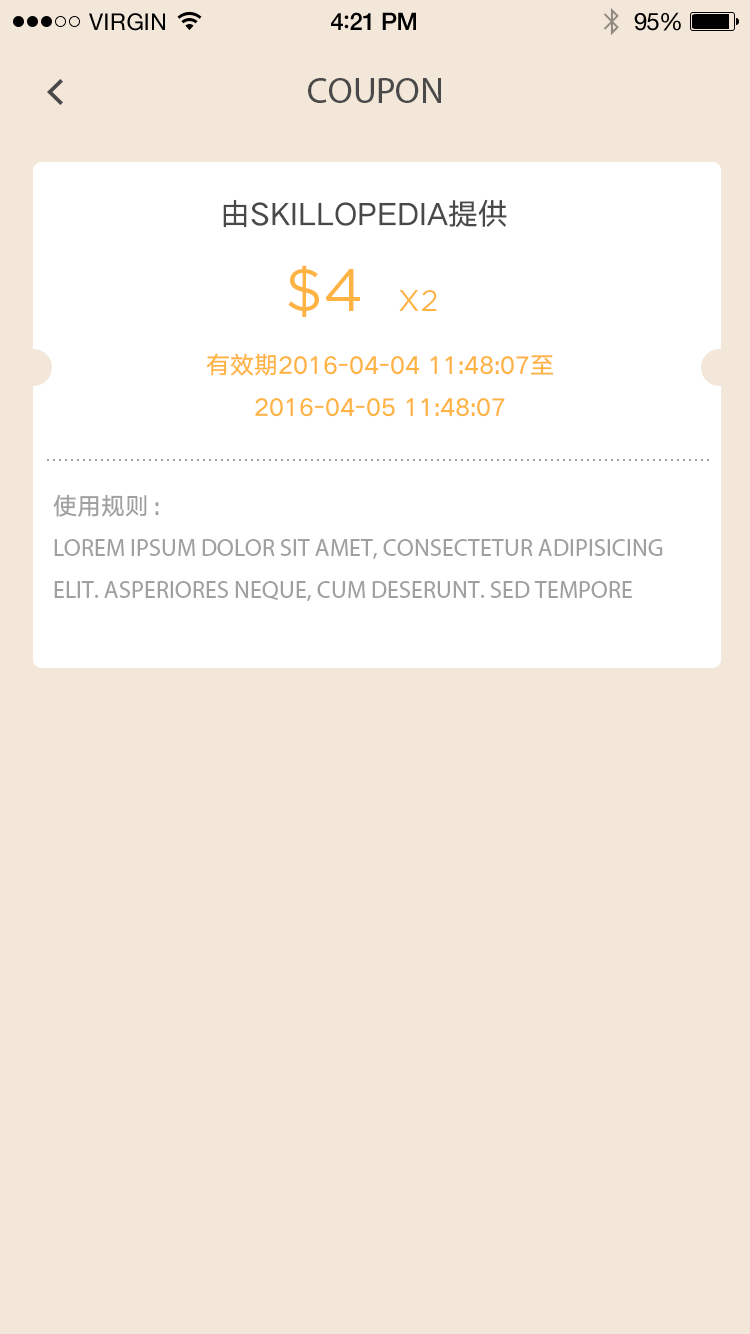 VIRGIN 4:21 PM 95%
COUPON
由SKILLOPEDIA提供
$4 X2
有效期2016-04-04 11:48:07至
2016-04-05 11:48:07
使用规则 :
LOREM IPSUM DOLOR SIT AMET, CONSECTETUR ADIPISICING
ELIT. ASPERIORES NEQUE, CUM DESERUNT. SED TEMPORE